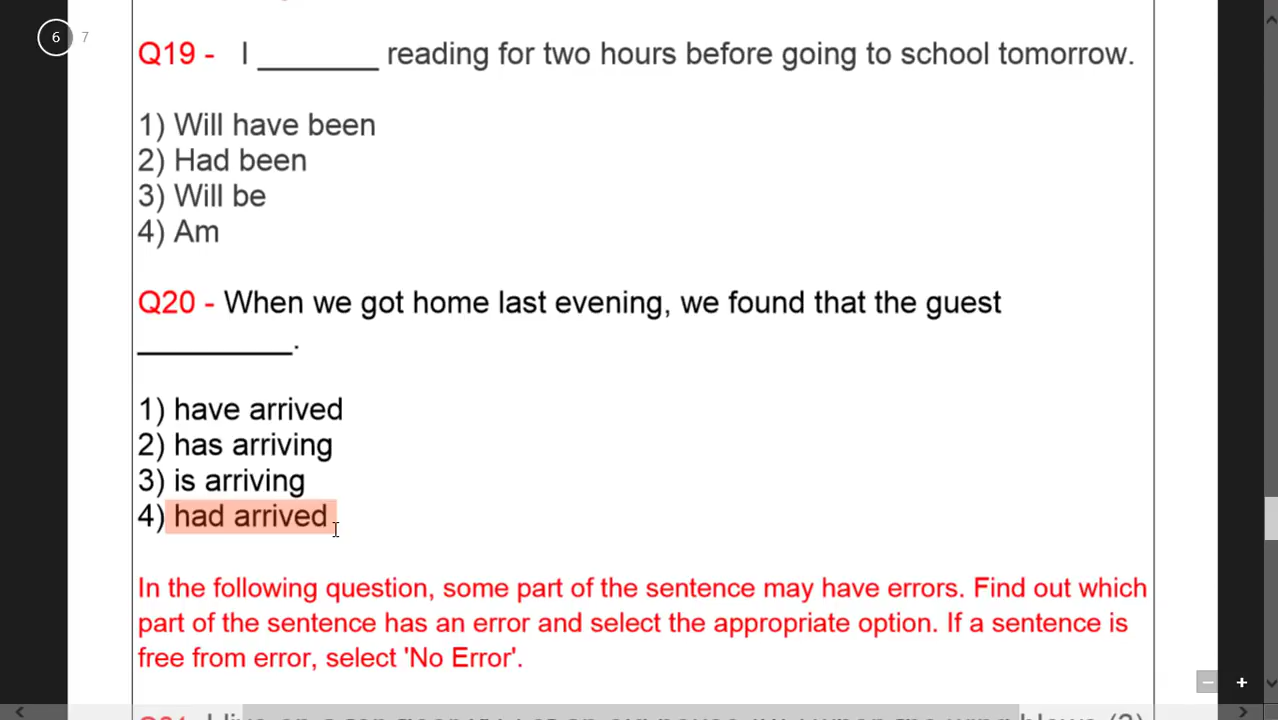 6 7
Q19 - I _______ reading for two hours before going to school tomorrow.
1) Will have been
2) Had been
3) Will be
4) Am
Q20 - When we got home last evening, we found that the guest
_________.
1) have arrived
2) has arriving
3) is arriving
4) had arrived
In the following question, some part of the sentence may have errors. Find out which
part of the sentence has an error and select the appropriate option. If a sentence is
free from error, select 'No Error'.